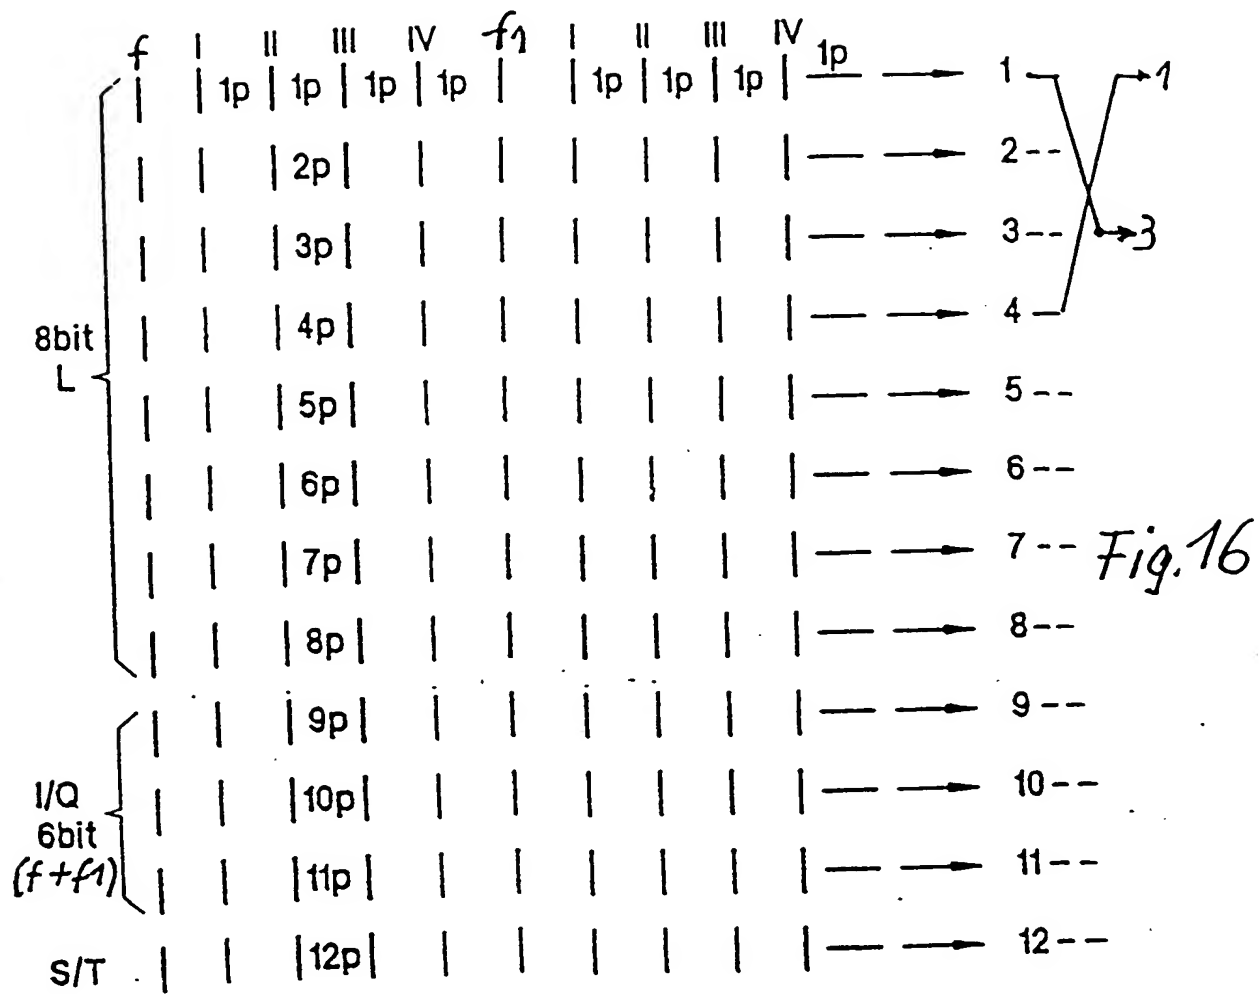 f I II III IV f1 I II III IV 1p
1p 1p 1p 1p 1p 1p 1p 1 1
2p 2--
3p 3-- 3
4p 4
8bit
L
5p 5--
6p 6--
7p 7-- Fig.16
8p 8--
9p 9--
I/Q
6bit
(f+f1)
10p 10--
11p 11--
S/T 12p 12--